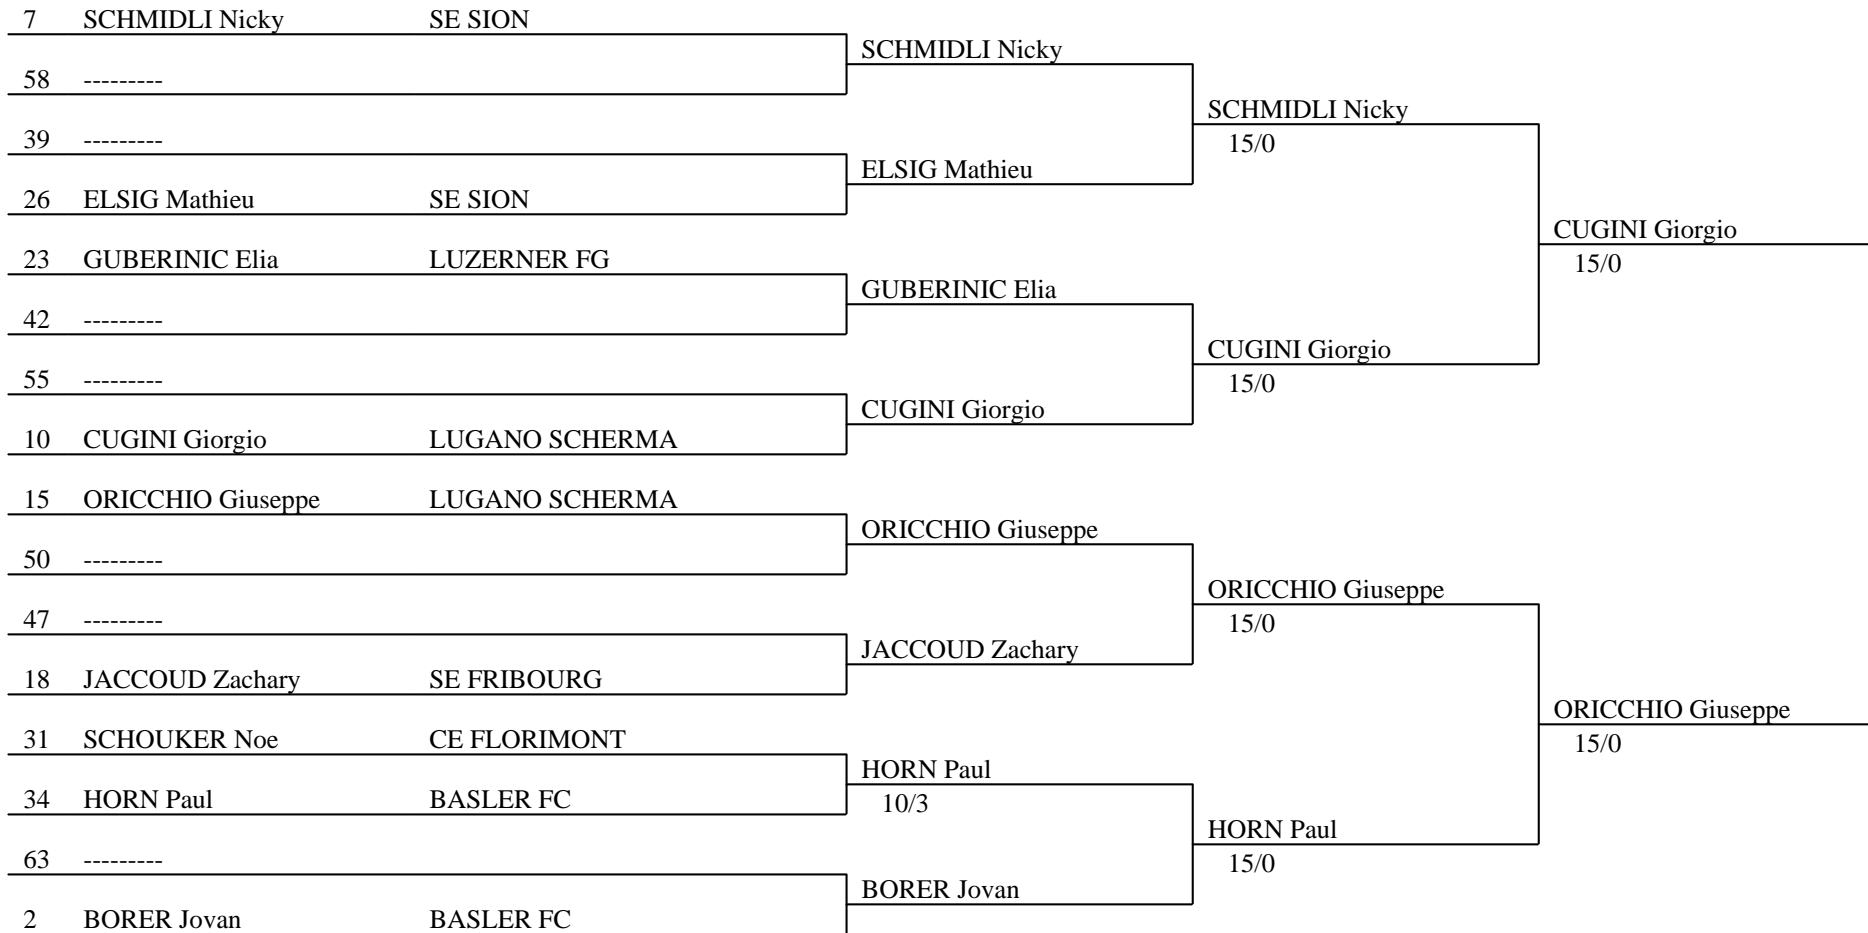 7 SCHMIDLI Nicky SE SION
SCHMIDLI Nicky
58 ---------
SCHMIDLI Nicky
15/0
39 ---------
ELSIG Mathieu
26 ELSIG Mathieu SE SION
CUGINI Giorgio
15/0
23 GUBERINIC Elia LUZERNER FG
GUBERINIC Elia
42 ---------
CUGINI Giorgio
15/0
55 ---------
CUGINI Giorgio
10 CUGINI Giorgio LUGANO SCHERMA
15 ORICCHIO Giuseppe LUGANO SCHERMA
ORICCHIO Giuseppe
50 ---------
ORICCHIO Giuseppe
15/0
47 ---------
JACCOUD Zachary
18 JACCOUD Zachary SE FRIBOURG
ORICCHIO Giuseppe
15/0
31 SCHOUKER Noe CE FLORIMONT
HORN Paul
10/3
34 HORN Paul BASLER FC
HORN Paul
15/0
63 ---------
BORER Jovan
2 BORER Jovan BASLER FC